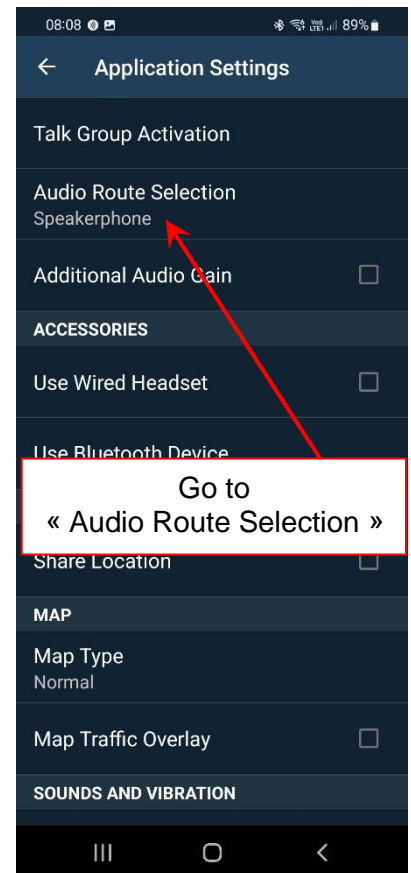 08:08 89%
Application Settings
Talk Group Activation
Audio Route Selection
Speakerphone
Additional Audio Gain
ACCESSORIES
Use Wired Headset
Use Bluetooth Device
Go to
« Audio Route Selection »
Share Location
MAP
Map Type
Normal
Map Traffic Overlay
SOUNDS AND VIBRATION